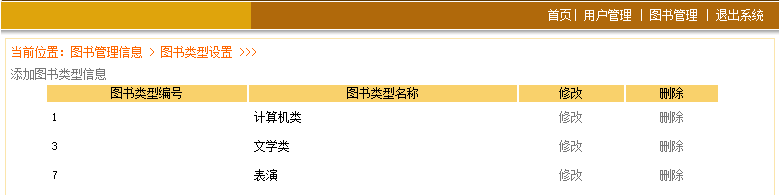 首页| 用户管理 | 图书管理 | 退出系统
当前位置：图书管理信息 > 图书类型设置 >>>
添加图书类型信息
图书类型编号 图书类型名称 修改 删除
1 计算机类 修改 删除
3 文学类 修改 删除
7 表演 修改 删除